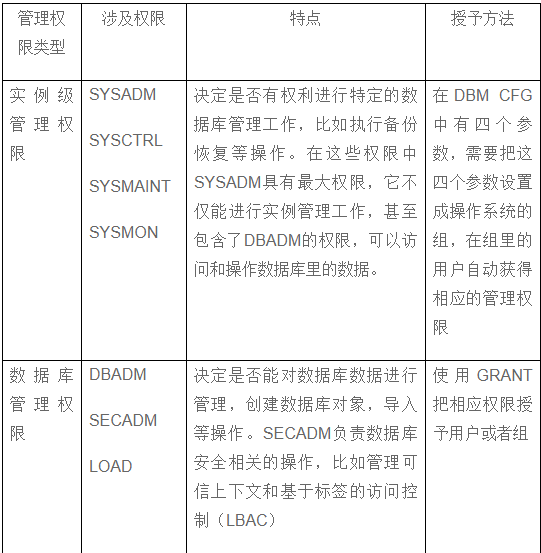 管理权限类型
涉及权限
特点
授予方法
实例级
管理权
限
SYSADM
SYSCTRL
SYSMAINT
SYSMON
决定是否有权利进行特定的数
据库管理工作，比如执行备份
恢复等操作。在这些权限中
SYSADM具有最大权限，它不
仅能进行实例管理工作，甚至
包含了DBADM的权限，可以访
问和操作数据库里的数据。
在DBM CFG
中有四个参
数，需要把这
四个参数设置
成操作系统的
组，在组里的
用户自动获得
相应的管理权
限
数据库
管理权
限
DBADM
SECADM
LOAD
决定是否能对数据库数据进行
管理，创建数据库对象，导入
等操作。SECADM负责数据库
安全相关的操作，比如管理可
信上下文和基于标签的访问控
制（LBAC）
使用GRANT
把相应权限授
予用户或者组